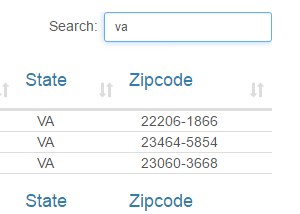 Search: va
State Zipcode
VA 22206-1866
VA 23464-5854
VA 23060-3668
State Zipcode